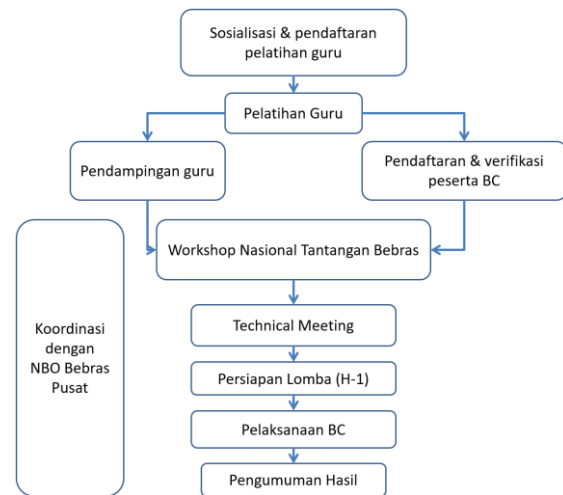 Sosialisasi & pendaftaran
pelatihan guru
Pelatihan Guru
Pendampingan guru
Pendaftaran & verifikasi
peserta BC
Workshop Nasional Tantangan Bebras
Koordinasi
dengan
NBO Bebras
Pusat
Technical Meeting
Persiapan Lomba (H-1)
Pelaksanaan BC
Pengumuman Hasil